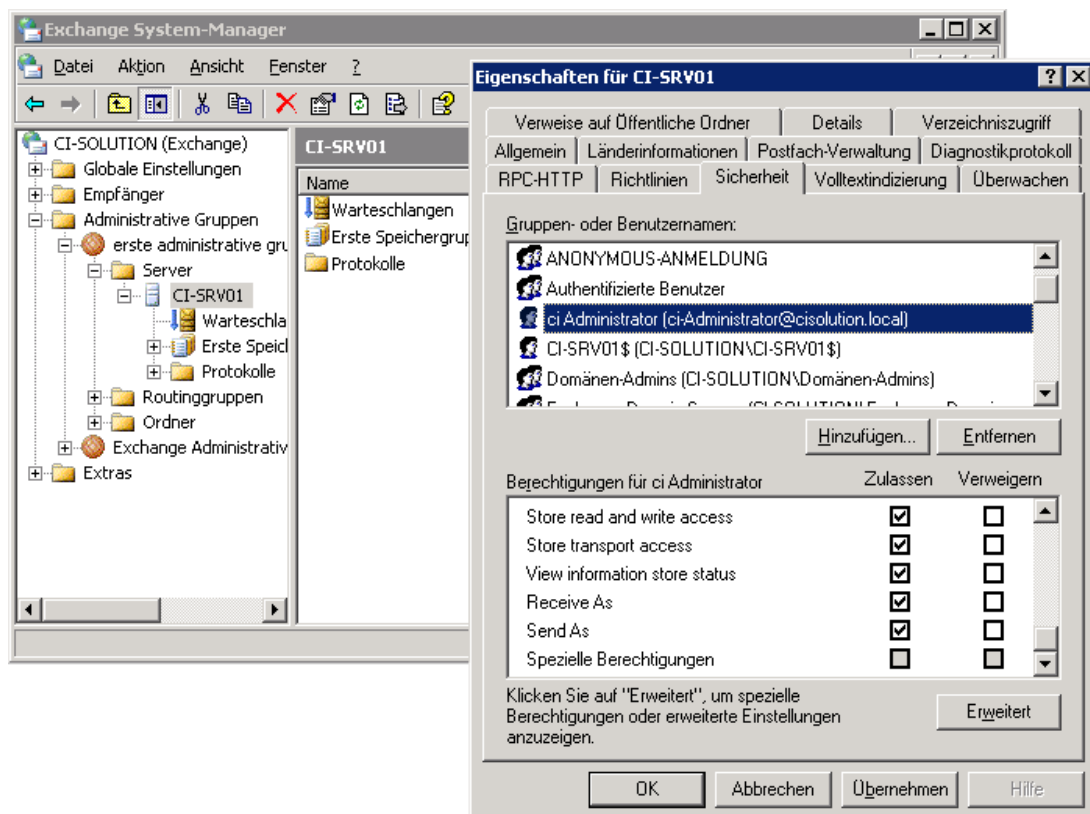 Exchange System-Manager
Datei Aktion Ansicht Fenster ?
CI-SOLUTION (Exchange)
Globale Einstellungen
Empfänger
Administrative Gruppen
erste administrative gru
Server
CI-SRV01
Warteschla
Erste Speicl
Protokolle
Routinggruppen
Ordner
Exchange Administrativ
Extras
CI-SRV01
Name
Warteschlangen
Erste Speichergrup
Protokolle
Eigenschaften für CI-SRV01
Verweise auf Öffentliche Ordner Details Verzeichniszugriff
Allgemein Länderinformationen Postfach-Verwaltung Diagnostikprotokoll
RPC-HTTP Richtlinien Sicherheit Volltextindizierung Überwachen
Gruppen- oder Benutzernamen:
ANONYMOUS-ANMELDUNG
Authentifizierte Benutzer
ci Administrator (ci-Administrator@cisolution.local)
CI-SRV01$ (CI-SOLUTION\CI-SRV01$)
Domänen-Admins (CI-SOLUTION\Domänen-Admins)
Hinzufügen... Entfernen
Berechtigungen für ci Administrator Zulassen Verweigern
Store read and write access
Store transport access
View information store status
Receive As
Send As
Spezielle Berechtigungen
Klicken Sie auf "Erweitert", um spezielle
Berechtigungen oder erweiterte Einstellungen
anzuzeigen.
Erweitert
OK Abbrechen Übernehmen Hilfe